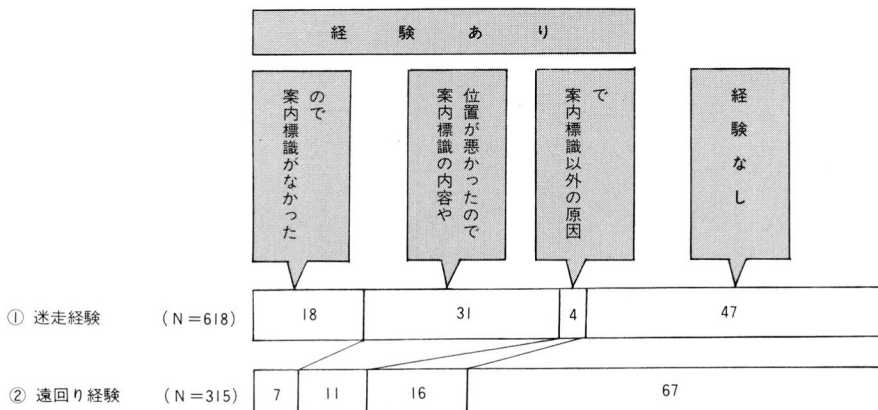 経験あり
案内標識がなかった
ので
案内標識の内容や
位置が悪かったので
案内標識以外の原因
で
経験なし
① 迷走経験 (N=618) 18 31 4 47
② 遠回り経験 (N=315) 7 11 16 67